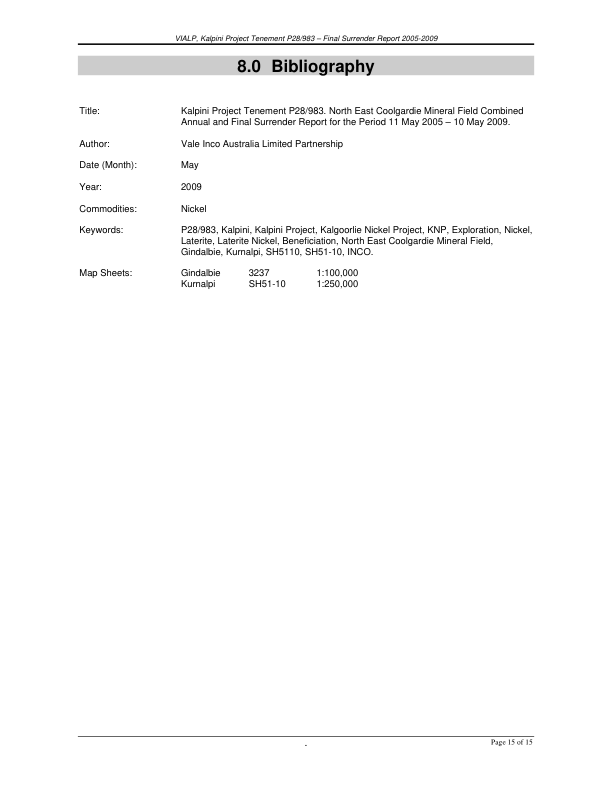 VIALP, Kalpini Project Tenement P28/983 – Final Surrender Report 2005-2009
8.0 Bibliography
Title: Kalpini Project Tenement P28/983. North East Coolgardie Mineral Field Combined
Annual and Final Surrender Report for the Period 11 May 2005 – 10 May 2009.
Author: Vale Inco Australia Limited Partnership
Date (Month): May
Year: 2009
Commodities: Nickel
Keywords: P28/983, Kalpini, Kalpini Project, Kalgoorlie Nickel Project, KNP, Exploration, Nickel,
Laterite, Laterite Nickel, Beneficiation, North East Coolgardie Mineral Field,
Gindalbie, Kurnalpi, SH5110, SH51-10, INCO.
Map Sheets: Gindalbie 3237 1:100,000
Kurnalpi SH51-10 1:250,000
Page 15 of 15
-